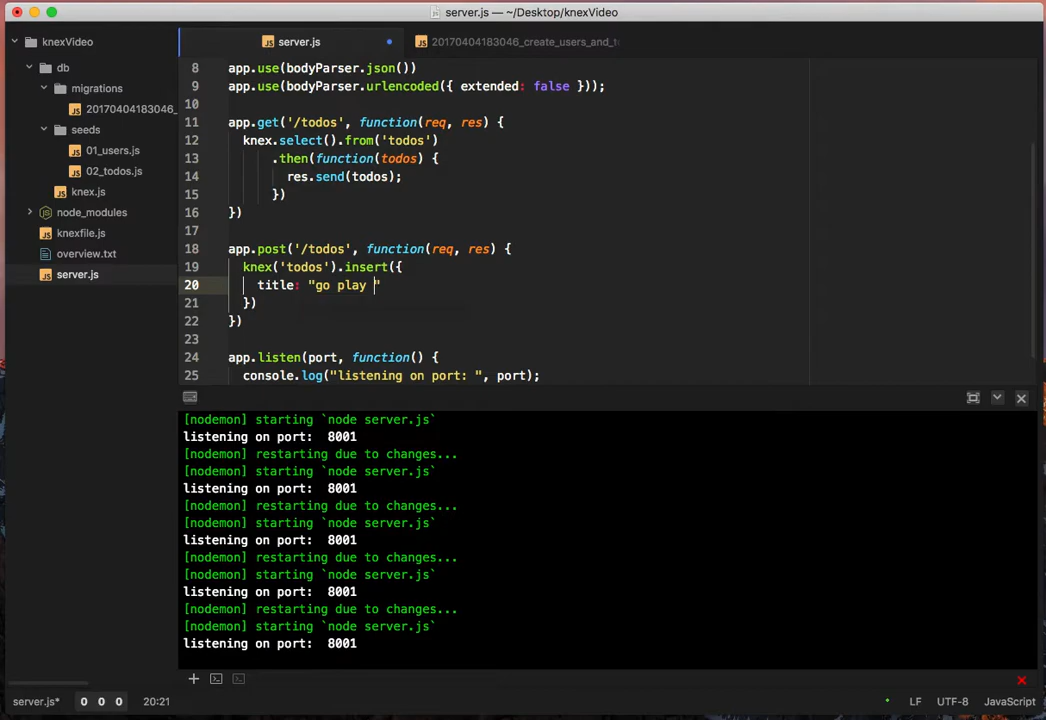 server.js — ~/Desktop/knexVideo
knexVideo
db
migrations
20170404183046_
seeds
01_users.js
02_todos.js
knex.js
node_modules
knexfile.js
overview.txt
server.js
server.js
20170404183046_create_users_and_t
8 app.use(bodyParser.json())
9 app.use(bodyParser.urlencoded({ extended: false }));
10
11 app.get('/todos', function(req, res) {
12 knex.select().from('todos')
13 .then(function(todos) {
14 res.send(todos);
15 })
16 })
17
18 app.post('/todos', function(req, res) {
19 knex('todos').insert({
20 title: "go play "
21 })
22 })
23
24 app.listen(port, function() {
25 console.log("listening on port: ", port);
[nodemon] starting `node server.js`
listening on port: 8001
[nodemon] restarting due to changes...
[nodemon] starting `node server.js`
listening on port: 8001
[nodemon] restarting due to changes...
[nodemon] starting `node server.js`
listening on port: 8001
[nodemon] restarting due to changes...
[nodemon] starting `node server.js`
listening on port: 8001
[nodemon] restarting due to changes...
[nodemon] starting `node server.js`
listening on port: 8001
server.js* 0 0 0 20:21 LF UTF-8 JavaScript